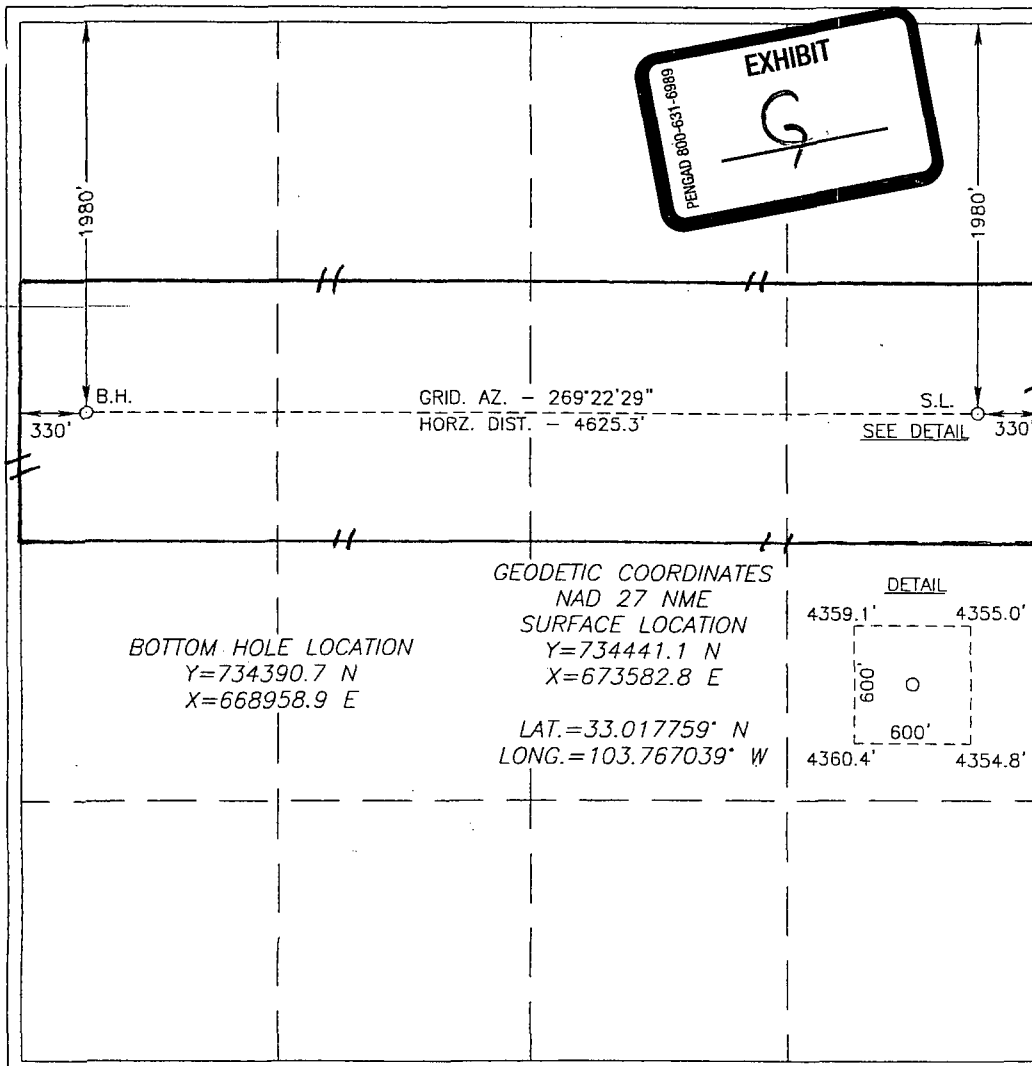 EXHIBIT
PENGAD 800-631-6989
G
1980'
1980'
B.H.
GRID. AZ. - 269°22'29"
S.L.
330'
HORZ. DIST. - 4625.3'
SEE DETAIL
330'
GEODETIC COORDINATES
NAD 27 NME
SURFACE LOCATION
Y=734441.1 N
X=673582.8 E
LAT.=33.017759° N
LONG.=103.767039° W
BOTTOM HOLE LOCATION
Y=734390.7 N
X=668958.9 E
DETAIL
4359.1'
4355.0'
600'
600'
4360.4'
4354.8'